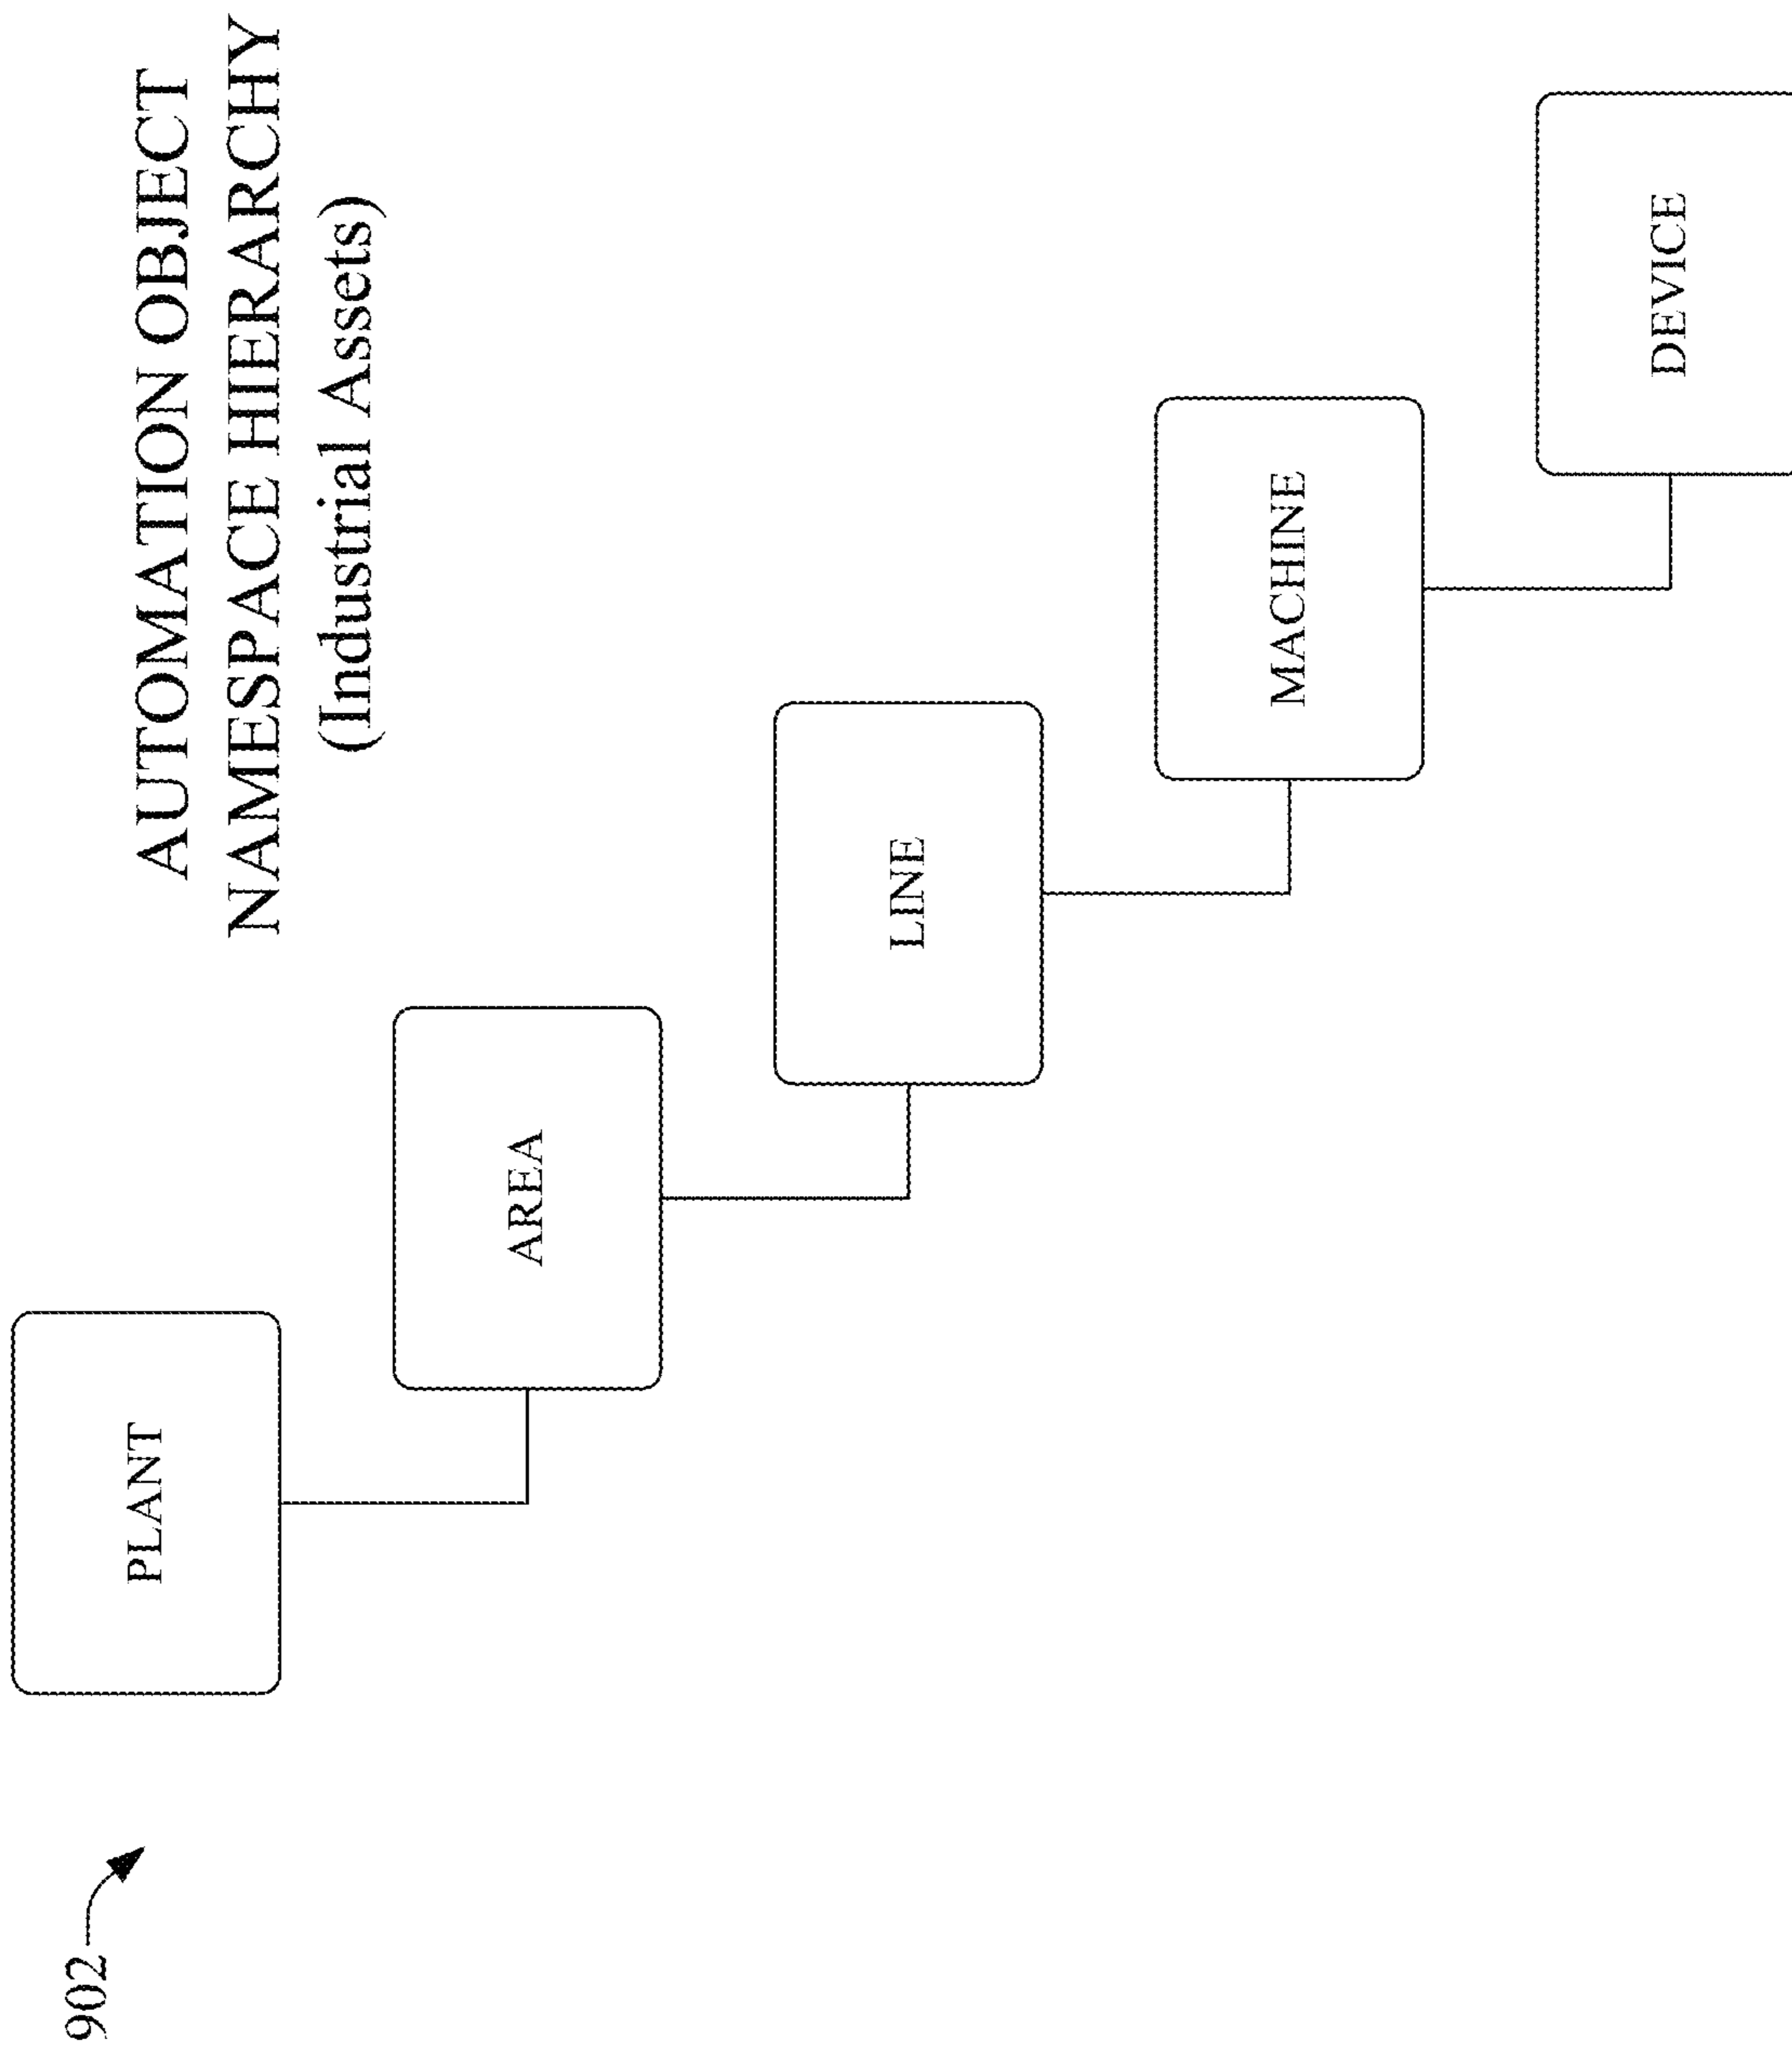 902
AUTOMATION OBJECT
NAMESPACE HIERARCHY
(Industrial Assets)
PLANT
AREA
LINE
MACHINE
DEVICE